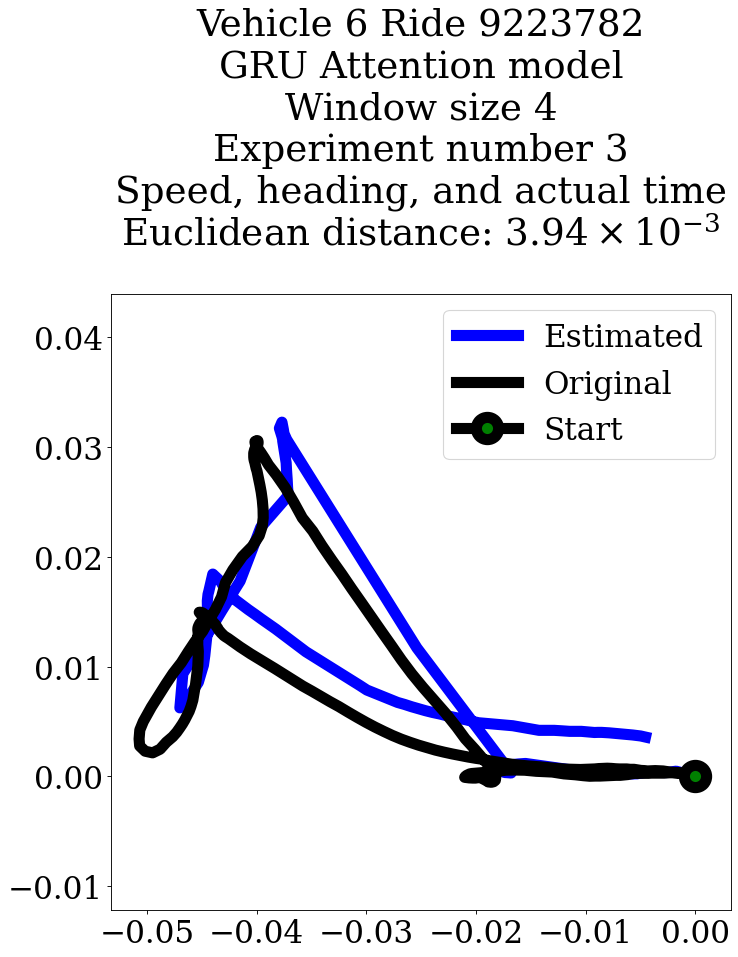 Vehicle 6 Ride 9223782
GRU Attention model
Window size 4
Experiment number 3
Speed, heading, and actual time
Euclidean distance: 3.94 × 10⁻³
Estimated
Original
Start
0.04
0.03
0.02
0.01
0.00
−0.01
−0.05 −0.04 −0.03 −0.02 −0.01 0.00